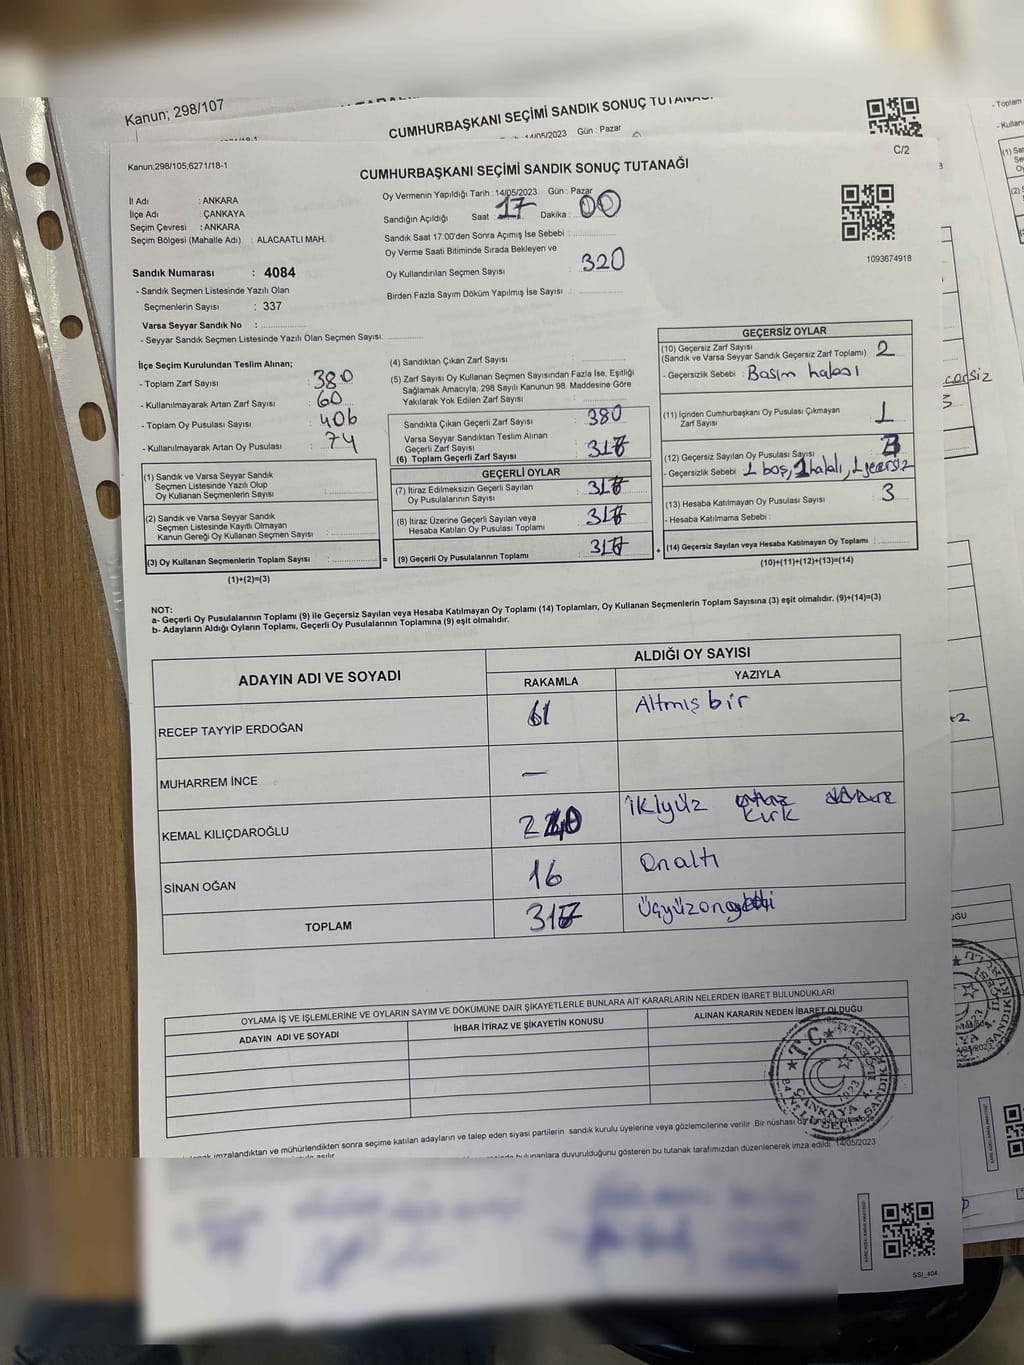 Kanun; 298/107
CUMHURBAŞKANI SEÇİMİ SANDIK SONUÇ TUTANAĞI
14/05/2023 Gün : Pazar
C/2
Kanun;298/105;6271/18-1
CUMHURBAŞKANI SEÇİMİ SANDIK SONUÇ TUTANAĞI
İl Adı : ANKARA
İlçe Adı : ÇANKAYA
Seçim Çevresi : ANKARA
Seçim Bölgesi (Mahalle Adı) : ALACAATLI MAH.
Oy Vermenin Yapıldığı Tarih : 14/05/2023 Gün : Pazar
Sandığın Açıldığı Saat : 17 Dakika : 00
Sandık Saat 17:00'den Sonra Açımış İse Sebebi :
Oy Verme Saati Bitiminde Sırada Bekleyen ve
Oy Kullandırılan Seçmen Sayısı : 320
Birden Fazla Sayım Döküm Yapılmış İse Sayısı :
1093674918
Sandık Numarası : 4084
- Sandık Seçmen Listesinde Yazılı Olan
Seçmenlerin Sayısı : 337
Varsa Seyyar Sandık No :
- Seyyar Sandık Seçmen Listesinde Yazılı Olan Seçmen Sayısı:
İlçe Seçim Kurulundan Teslim Alınan;
- Toplam Zarf Sayısı : 380
- Kullanılmayarak Artan Zarf Sayısı : 60
- Toplam Oy Pusulası Sayısı : 406
- Kullanılmayarak Artan Oy Pusulası : 74
(1) Sandık ve Varsa Seyyar Sandık
Seçmen Listesinde Yazılı Olup
Oy Kullanan Seçmenlerin Sayısı :
(2) Sandık ve Varsa Seyyar Sandık
Seçmen Listesinde Kayıtlı Olmayan
Kanun Gereği Oy Kullanan Seçmen Sayısı :
(3) Oy Kullanan Seçmenlerin Toplam Sayısı :
(1)+(2)=(3)
(4) Sandıktan Çıkan Zarf Sayısı :
(5) Zarf Sayısı Oy Kullanan Seçmen Sayısından Fazla İse, Eşitliği
Sağlamak Amacıyla, 298 Sayılı Kanunun 98. Maddesine Göre
Yakılarak Yok Edilen Zarf Sayısı :
Sandıkta Çıkan Geçerli Zarf Sayısı : 380
Varsa Seyyar Sandıktan Teslim Alınan
Geçerli Zarf Sayısı : 317
(6) Toplam Geçerli Zarf Sayısı :
GEÇERLİ OYLAR
(7) İtiraz Edilmeksizin Geçerli Sayılan
Oy Pusulalarının Sayısı : 317
(8) İtiraz Üzerine Geçerli Sayılan veya
Hesaba Katılan Oy Pusulası Toplamı : 317
= (9) Geçerli Oy Pusulalarının Toplamı : 317
GEÇERSİZ OYLAR
(10) Geçersiz Zarf Sayısı
(Sandık ve Varsa Seyyar Sandık Geçersiz Zarf Toplamı) : 2
- Geçersizlik Sebebi : Basım hatası
(11) İçinden Cumhurbaşkanı Oy Pusulası Çıkmayan
Zarf Sayısı : 1
(12) Geçersiz Sayılan Oy Pusulası Sayısı : 3
- Geçersizlik Sebebi : 1 boş, 1 hatalı, 1 geçersiz
(13) Hesaba Katılmayan Oy Pusulası Sayısı : 3
- Hesaba Katılmama Sebebi :
+ (14) Geçersiz Sayılan veya Hesaba Katılmayan Oy Toplamı :
(10)+(11)+(12)+(13)=(14)
NOT:
a- Geçerli Oy Pusulalarının Toplamı (9) ile Geçersiz Sayılan veya Hesaba Katılmayan Oy Toplamı (14) Toplamları, Oy Kullanan Seçmenlerin Toplam Sayısına (3) eşit olmalıdır. (9)+(14)=(3)
b- Adayların Aldığı Oyların Toplamı, Geçerli Oy Pusulalarının Toplamına (9) eşit olmalıdır.
ADAYIN ADI VE SOYADI
ALDIĞI OY SAYISI
RAKAMLA YAZIYLA
RECEP TAYYİP ERDOĞAN 61 Altmış bir
MUHARREM İNCE —
KEMAL KILIÇDAROĞLU 240 İkiyüz kırk
SİNAN OĞAN 16 Onaltı
TOPLAM 317
OYLAMA İŞ VE İŞLEMLERİNE VE OYLARIN SAYIM VE DÖKÜMÜNE DAİR ŞİKAYETLERLE BUNLARA AİT KARARLARIN NELERDEN İBARET BULUNDUKLARI
ADAYIN ADI VE SOYADI İHBAR İTİRAZ VE ŞİKAYETİN KONUSU ALINAN KARARIN NEDEN İBARET OLDUĞU
T.C. ÇANKAYA 2023
imzalandıktan ve mühürlendikten sonra seçime katılan adayların ve talep eden siyasi partilerin sandık kurulu üyelerine veya gözlemcilerine verilir. Bir nüshası
bulunanlara duyurulduğunu gösteren bu tutanak tarafımızdan düzenlenerek imza edildi. 14/05/2023
SSI_404